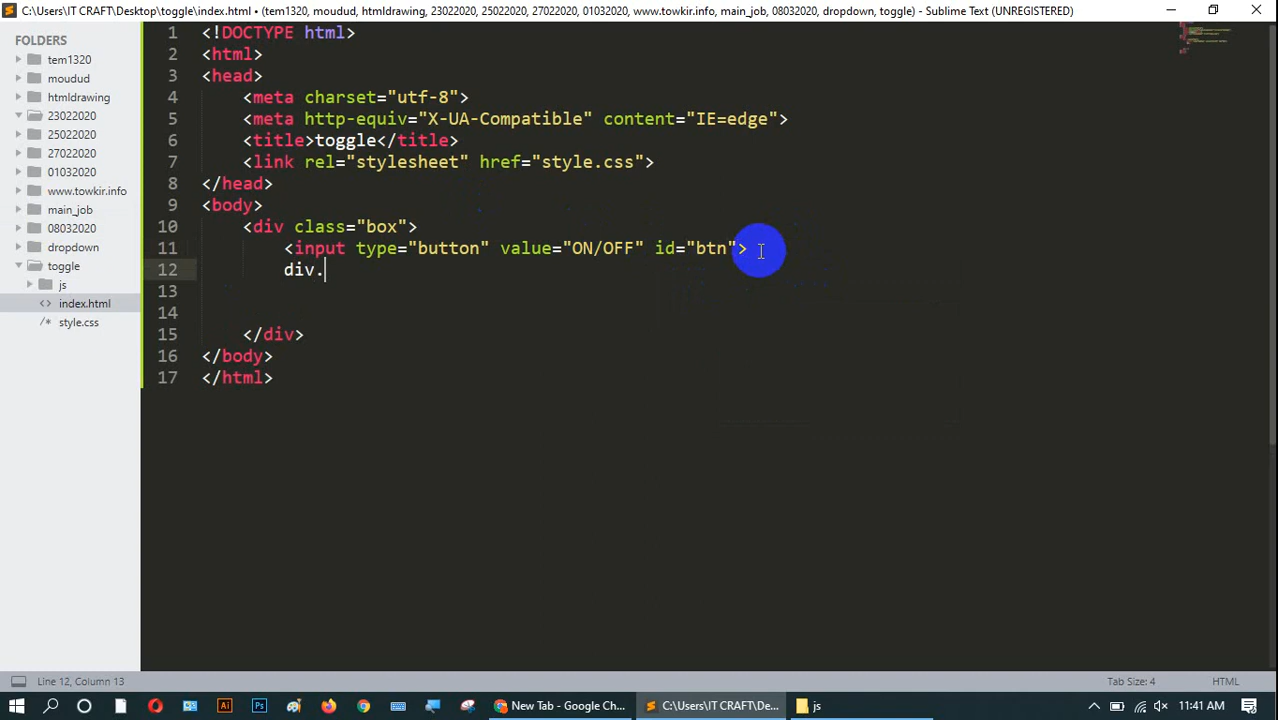 C:\Users\IT CRAFT\Desktop\toggle\index.html • (tem1320, moudud, htmldrawing, 23022020, 25022020, 27022020, 01032020, www.towkir.info, main_job, 08032020, dropdown, toggle) - Sublime Text (UNREGISTERED)
FOLDERS
tem1320
moudud
htmldrawing
23022020
25022020
27022020
01032020
www.towkir.info
main_job
08032020
dropdown
toggle
js
<> index.html
/* style.css
1 <!DOCTYPE html>
2 <html>
3 <head>
4 <meta charset="utf-8">
5 <meta http-equiv="X-UA-Compatible" content="IE=edge">
6 <title>toggle</title>
7 <link rel="stylesheet" href="style.css">
8 </head>
9 <body>
10 <div class="box">
11 <input type="button" value="ON/OFF" id="btn">
12 div.
13
14
15 </div>
16 </body>
17 </html>
Line 12, Column 13
Tab Size: 4
HTML
Ai
Ps
New Tab - Google Ch...
C:\Users\IT CRAFT\De...
js
11:41 AM